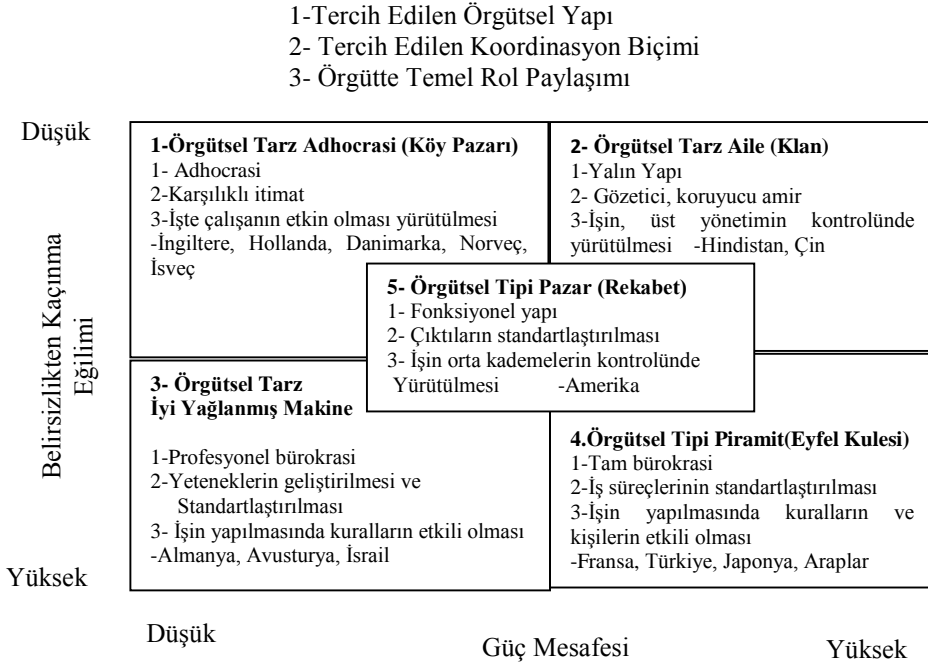 1-Tercih Edilen Örgütsel Yapı
2- Tercih Edilen Koordinasyon Biçimi
3- Örgütte Temel Rol Paylaşımı
Düşük
1-Örgütsel Tarz Adhocrasi (Köy Pazarı)
1- Adhocrasi
2-Karşılıklı itimat
3-İşte çalışanın etkin olması yürütülmesi
-İngiltere, Hollanda, Danimarka, Norveç,
İsveç
2- Örgütsel Tarz Aile (Klan)
1-Yalın Yapı
2- Gözetici, koruyucu amir
3-İşin, üst yönetimin kontrolünde
yürütülmesi -Hindistan, Çin
5- Örgütsel Tipi Pazar (Rekabet)
1- Fonksiyonel yapı
2- Çıktıların standartlaştırılması
3- İşin orta kademelerin kontrolünde
Yürütülmesi -Amerika
Belirsizlikten Kaçınma
Eğilimi
3- Örgütsel Tarz
İyi Yağlanmış Makine
1-Profesyonel bürokrasi
2-Yeteneklerin geliştirilmesi ve
Standartlaştırılması
3- İşin yapılmasında kuralların etkili olması
-Almanya, Avusturya, İsrail
4.Örgütsel Tipi Piramit(Eyfel Kulesi)
1-Tam bürokrasi
2-İş süreçlerinin standartlaştırılması
3-İşin yapılmasında kuralların ve
kişilerin etkili olması
-Fransa, Türkiye, Japonya, Araplar
Yüksek
Düşük
Güç Mesafesi
Yüksek